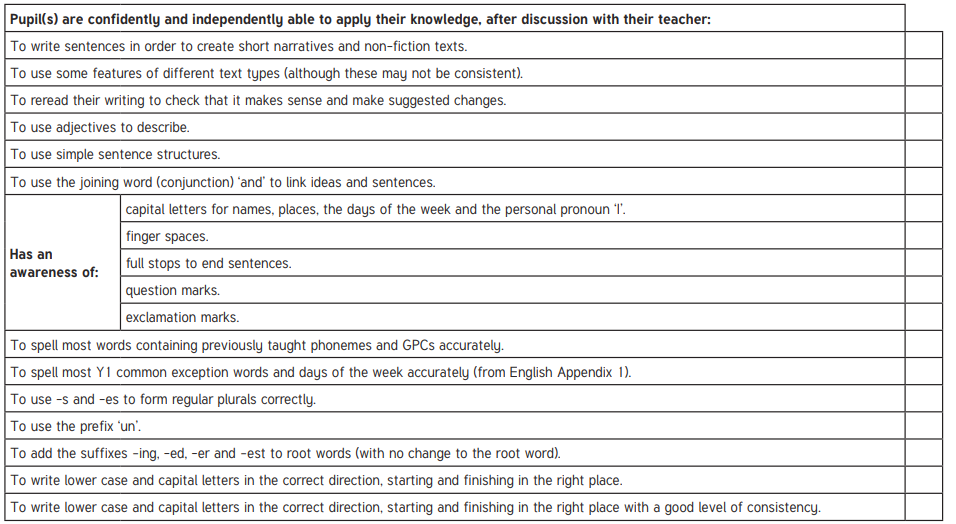 Pupil(s) are confidently and independently able to apply their knowledge, after discussion with their teacher:
To write sentences in order to create short narratives and non-fiction texts.
To use some features of different text types (although these may not be consistent).
To reread their writing to check that it makes sense and make suggested changes.
To use adjectives to describe.
To use simple sentence structures.
To use the joining word (conjunction) ‘and’ to link ideas and sentences.
Has an
awareness of:
capital letters for names, places, the days of the week and the personal pronoun ‘I’.
finger spaces.
full stops to end sentences.
question marks.
exclamation marks.
To spell most words containing previously taught phonemes and GPCs accurately.
To spell most Y1 common exception words and days of the week accurately (from English Appendix 1).
To use -s and -es to form regular plurals correctly.
To use the prefix ‘un’.
To add the suffixes -ing, -ed, -er and -est to root words (with no change to the root word).
To write lower case and capital letters in the correct direction, starting and finishing in the right place.
To write lower case and capital letters in the correct direction, starting and finishing in the right place with a good level of consistency.